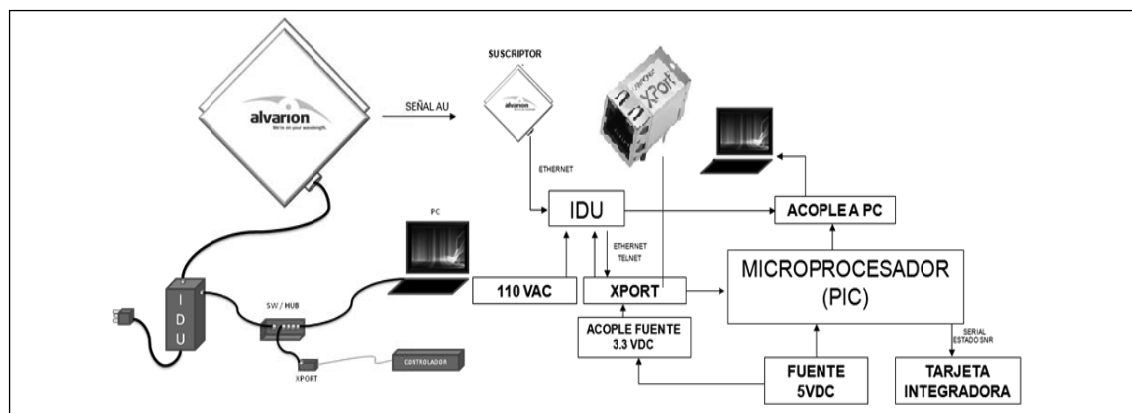 alvarion
We're on your wavelength.
SEÑAL AU
SUSCRIPTOR
alvarion
XPort
ETHERNET
IDU
ACOPLE A PC
PC
ETHERNET
TELNET
MICROPROCESADOR
(PIC)
110 VAC
XPORT
IDU
SW / HUB
ACOPLE FUENTE
3.3 VDC
SERIAL
ESTADO SNR
XPORT
CONTROLADOR
FUENTE
5VDC
TARJETA
INTEGRADORA